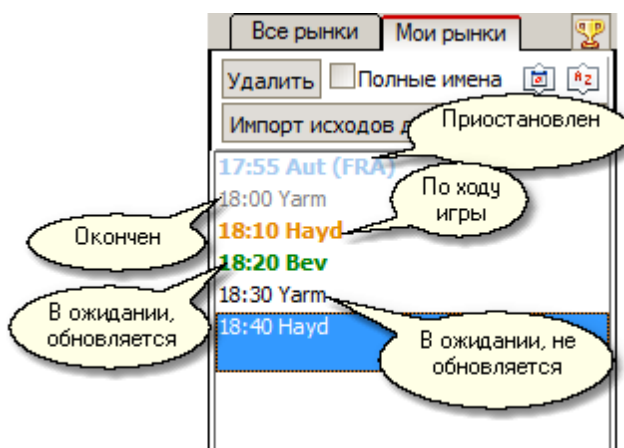 Все рынки Мои рынки
Удалить Полные имена
Импорт исходов д
Приостановлен
17:55 Aut (FRA)
18:00 Yarm
По ходу
игры
Окончен
18:10 Hayd
18:20 Bev
В ожидании,
обновляется
18:30 Yarm
18:40 Hayd
В ожидании, не
обновляется